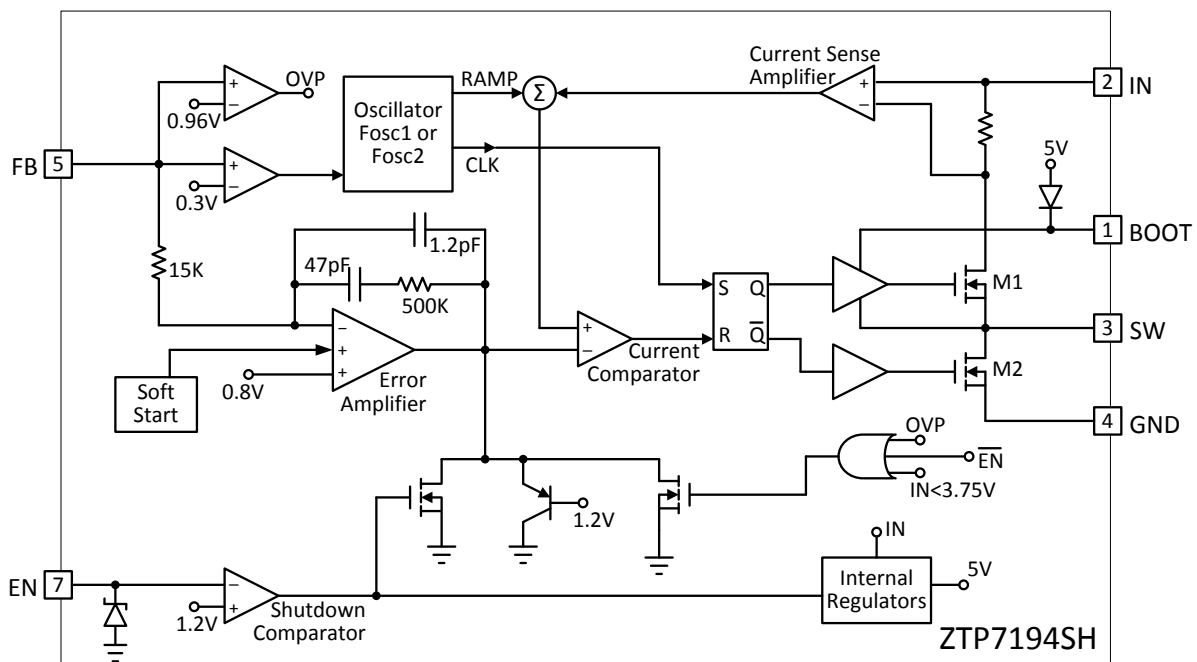 OVP
0.96V
FB
5
0.3V
Oscillator
Fosc1 or
Fosc2
RAMP
CLK
Σ
Current Sense
Amplifier
2
IN
5V
1
BOOT
15K
1.2pF
47pF
500K
S
Q
R
Q̅
M1
3
SW
Current
Comparator
Error
Amplifier
0.8V
Soft
Start
M2
4
GND
OVP
E̅N̅
IN<3.75V
1.2V
IN
EN
7
1.2V
Shutdown
Comparator
Internal
Regulators
5V
ZTP7194SH
+
−
+
−
+
−
−
+
+
+
−
−
+